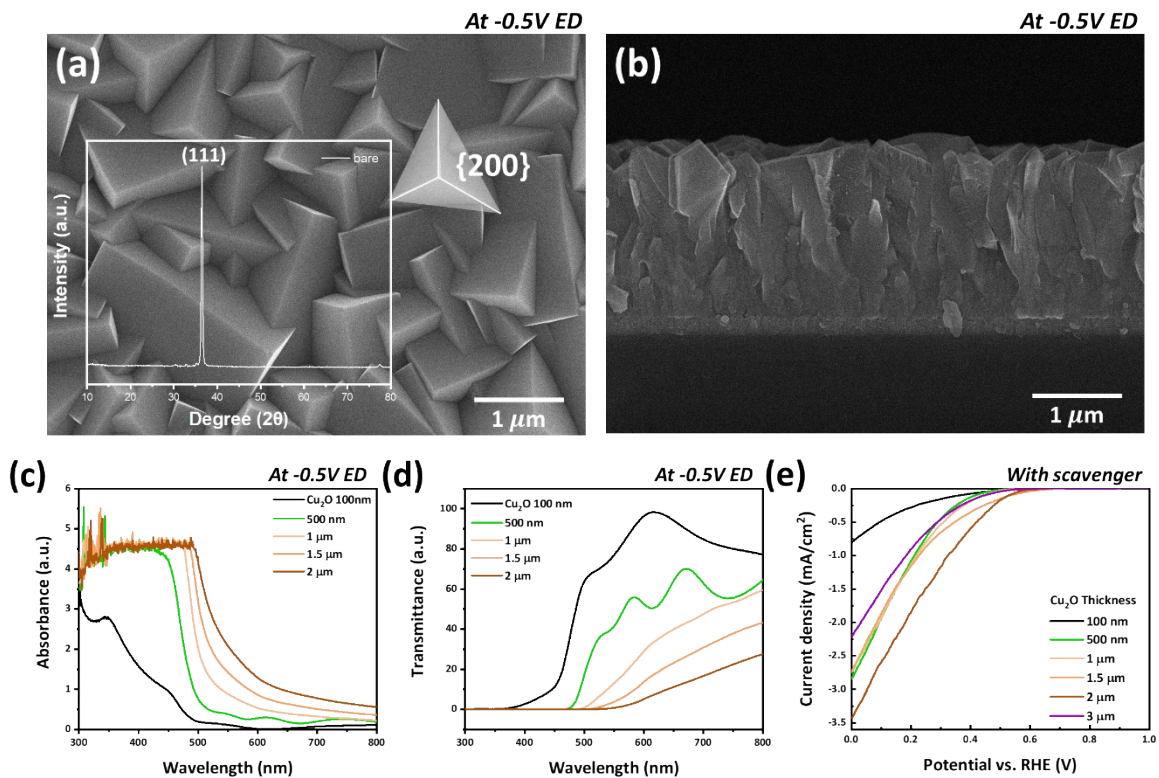 At -0.5V ED
(a)
{200}
(111)
bare
Intensity (a.u.)
10 20 30 40 50 60 70 80
Degree (2θ)
1 μm
At -0.5V ED
(b)
1 μm
(c)
At -0.5V ED
Cu₂O 100nm
500 nm
1 μm
1.5 μm
2 μm
Absorbance (a.u.)
6
5
4
3
2
1
0
300 400 500 600 700 800
Wavelength (nm)
(d)
At -0.5V ED
Cu₂O 100 nm
500 nm
1 μm
1.5 μm
2 μm
Transmittance (a.u.)
100
80
60
40
20
0
300 400 500 600 700 800
Wavelength (nm)
(e)
With scavenger
Cu₂O Thickness
100 nm
500 nm
1 μm
1.5 μm
2 μm
3 μm
Current density (mA/cm²)
0.0
-0.5
-1.0
-1.5
-2.0
-2.5
-3.0
-3.5
0.0 0.2 0.4 0.6 0.8 1.0
Potential vs. RHE (V)